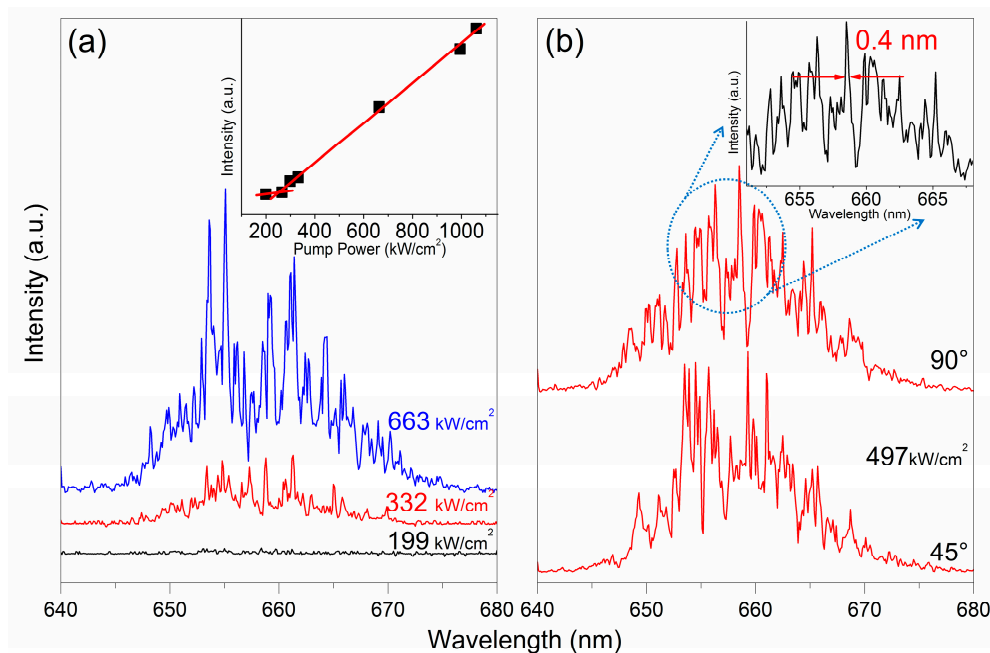 (a)
Intensity (a.u.)
200 400 600 800 1000
Pump Power (kW/cm2)
Intensity (a.u.)
663 kW/cm2
332 kW/cm2
199 kW/cm2
640 650 660 670 680
(b)
0.4 nm
Intensity (a.u.)
655 660 665
Wavelength (nm)
90°
497kW/cm2
45°
640 650 660 670 680
Wavelength (nm)